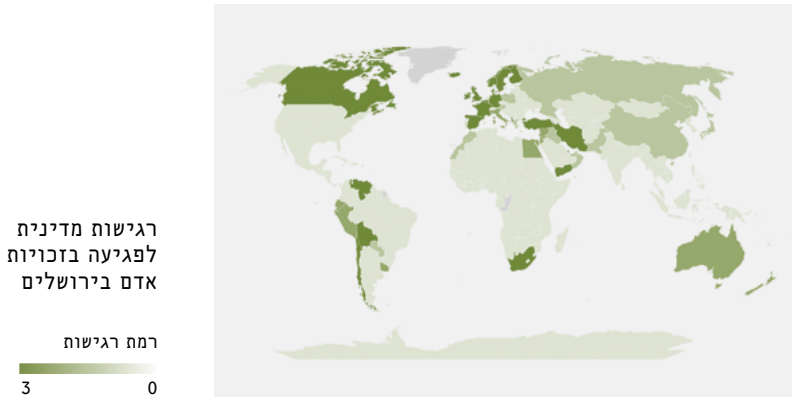 רגישות מדינית
לפגיעה בזכויות
אדם בירושלים
רמת רגישות
3 0